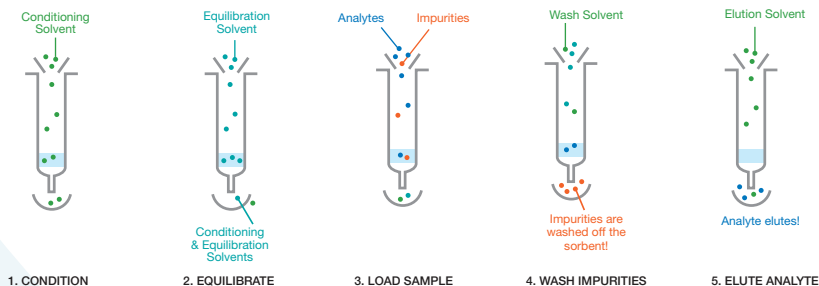 Conditioning
Solvent
Equilibration
Solvent
Analytes
Impurities
Wash Solvent
Elution Solvent
Conditioning
& Equilibration
Solvents
Impurities are
washed off the
sorbent!
Analyte elutes!
1. CONDITION
2. EQUILIBRATE
3. LOAD SAMPLE
4. WASH IMPURITIES
5. ELUTE ANALYTE